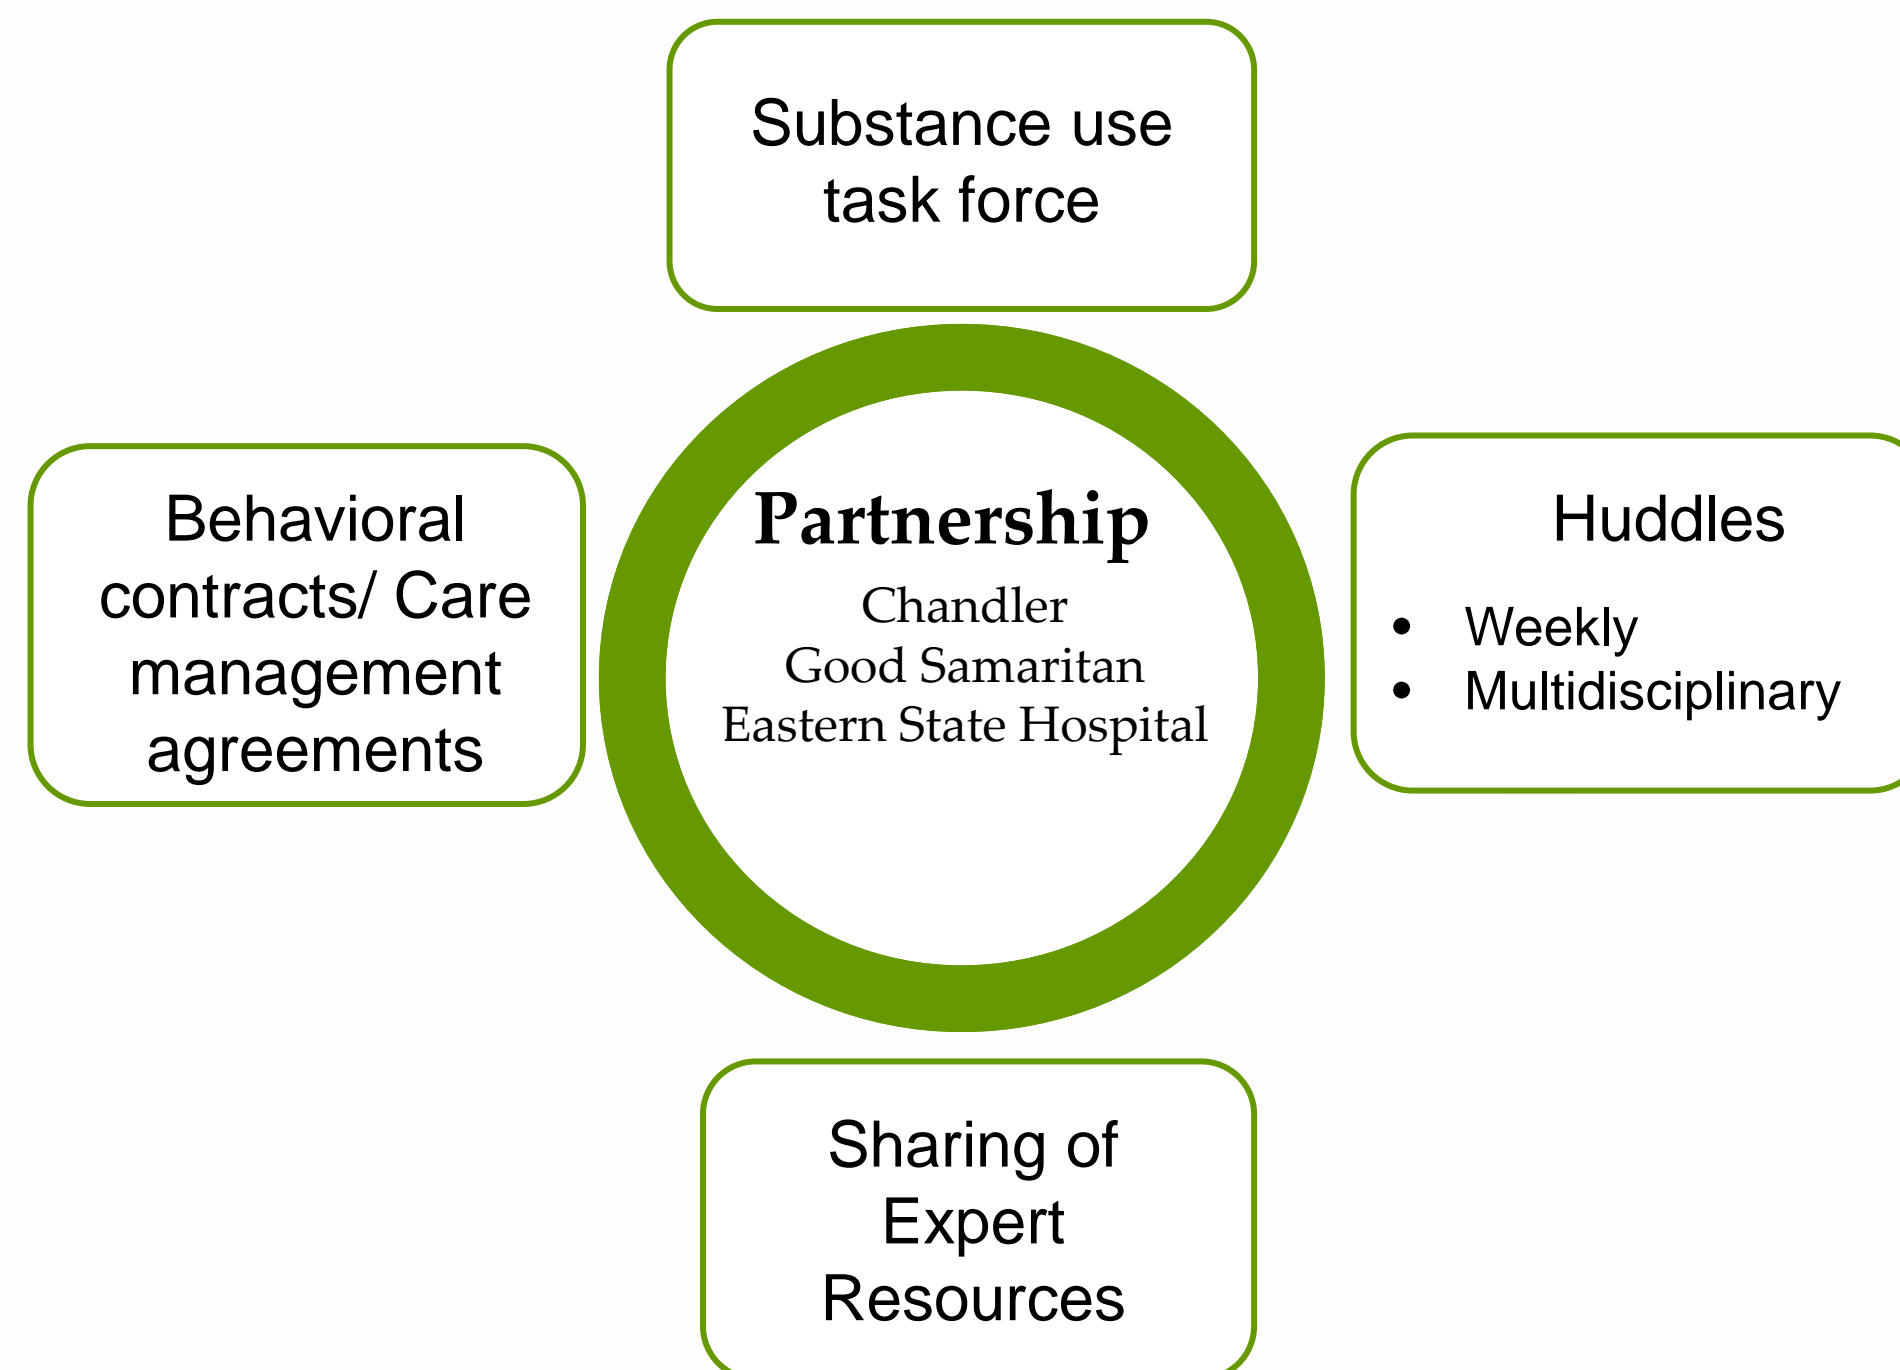 Substance use
task force
Behavioral
contracts/ Care
management
agreements
Partnership
Chandler
Good Samaritan
Eastern State Hospital
Huddles
• Weekly
• Multidisciplinary
Sharing of
Expert
Resources